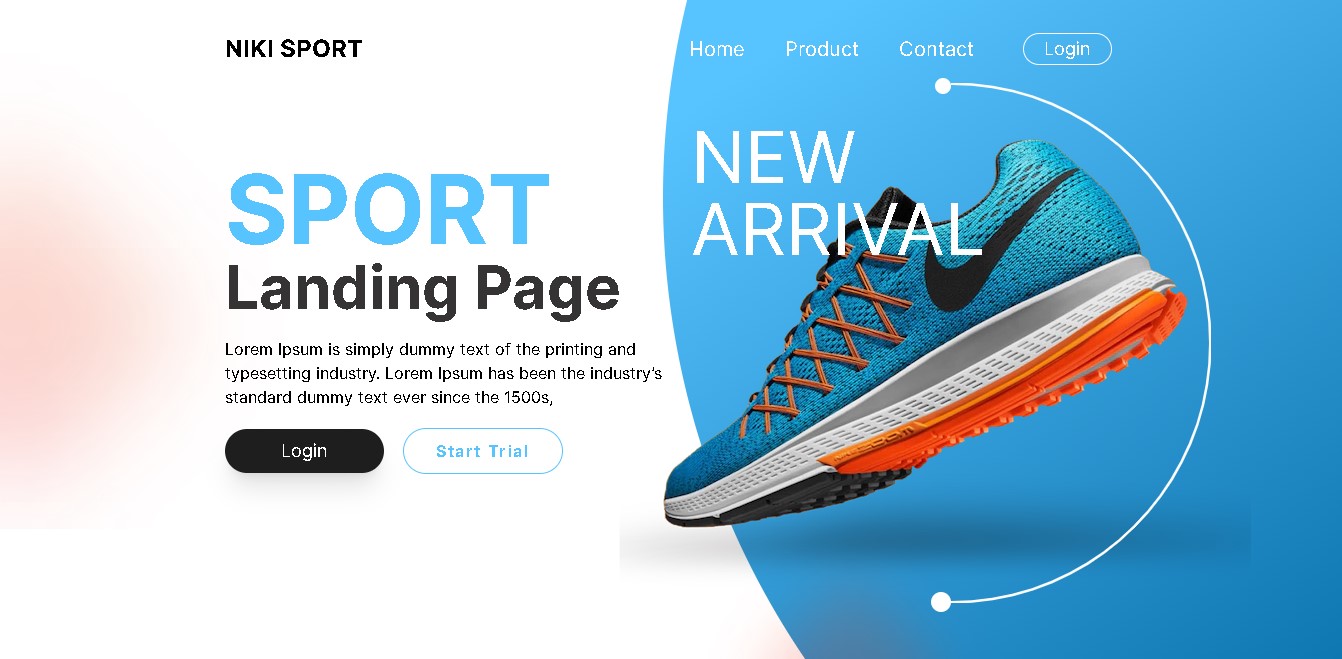 NIKI SPORT
Home Product Contact Login
NEW
ARRIVAL
SPORT
Landing Page
Lorem Ipsum is simply dummy text of the printing and
typesetting industry. Lorem Ipsum has been the industry's
standard dummy text ever since the 1500s,
Login
Start Trial